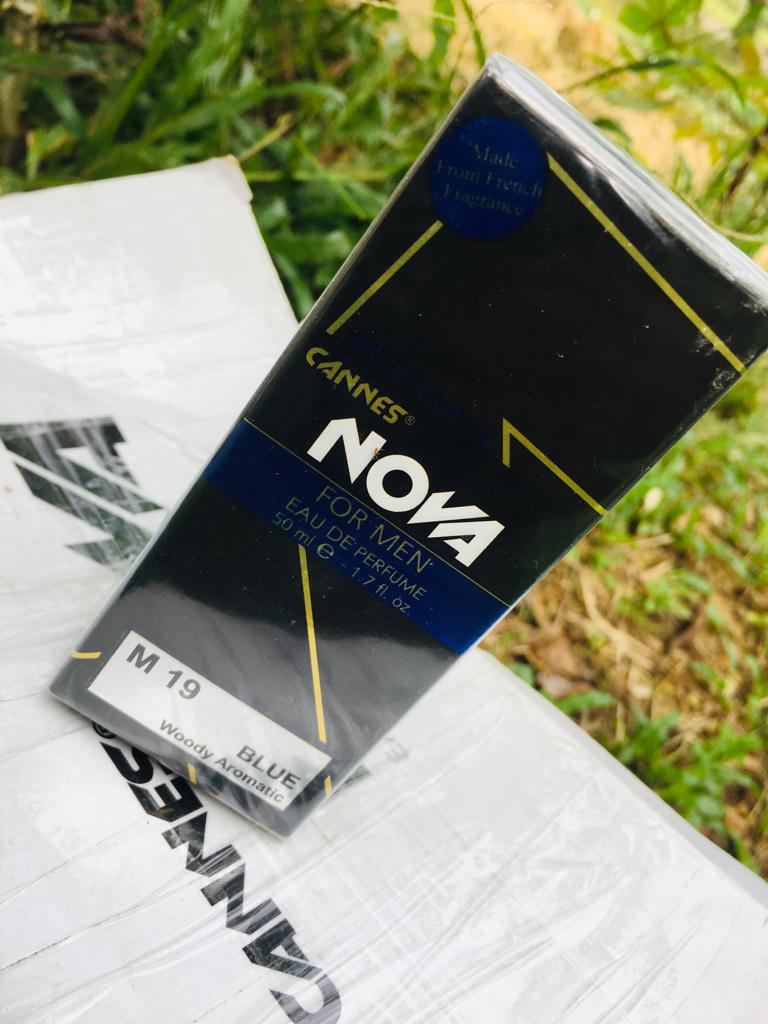 Made
From French
Fragrance
MILLENNIUM
CANNES®
NOVA
FOR MEN
EAU DE PERFUME
50 ml e - 1.7 fl. oz.
M 19
BLUE
Woody Aromatic
CANNES®